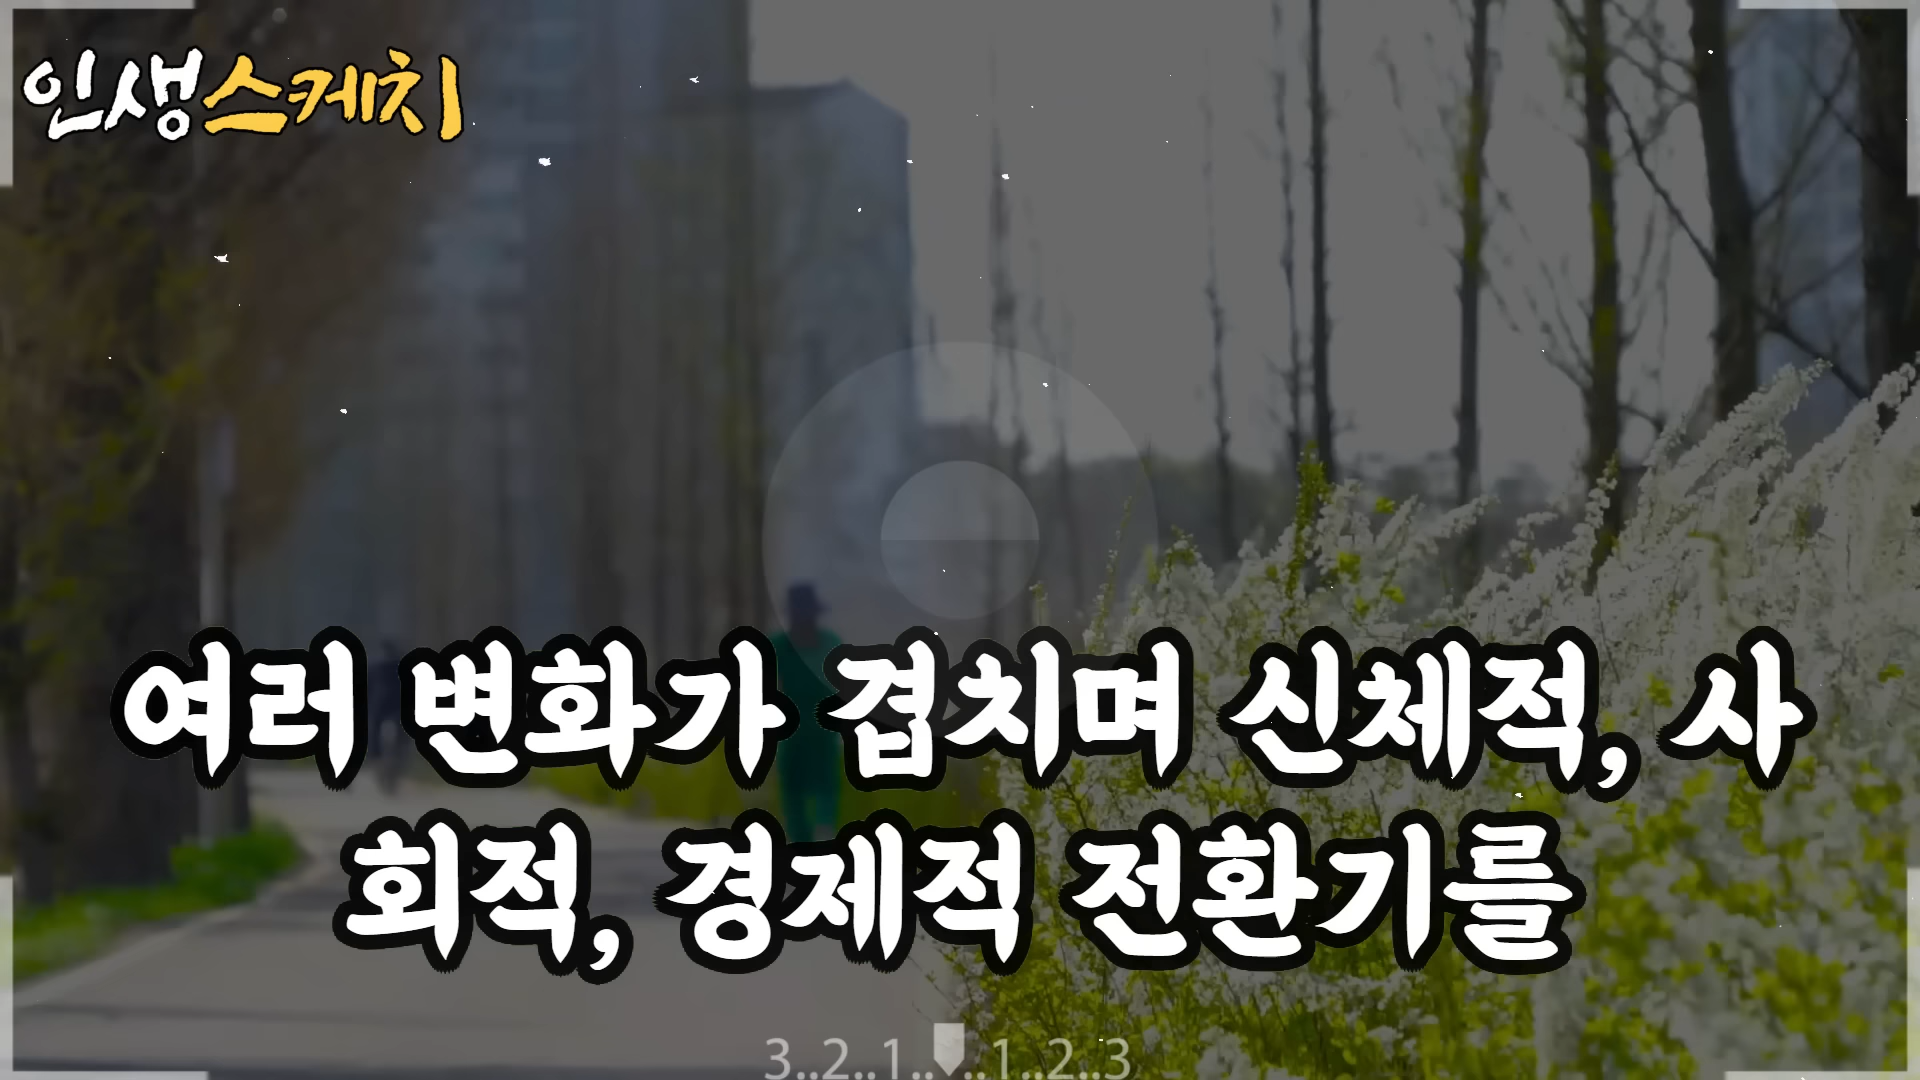 인생스케치
여러 변화가 겹치며 신체적, 사
회적, 경제적 전환기를
3..2..1.. ..1..2..3